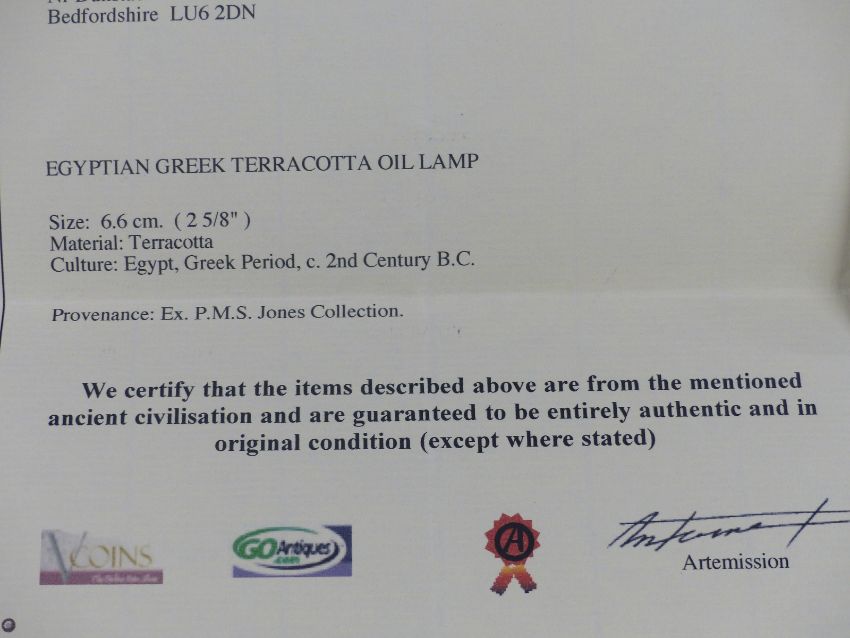 Bedfordshire LU6 2DN
EGYPTIAN GREEK TERRACOTTA OIL LAMP
Size: 6.6 cm. ( 2 5/8" )
Material: Terracotta
Culture: Egypt, Greek Period, c. 2nd Century B.C.
Provenance: Ex. P.M.S. Jones Collection.
We certify that the items described above are from the mentioned
ancient civilisation and are guaranteed to be entirely authentic and in
original condition (except where stated)
VCOINS
GOAntiques
.com
A
Artemission